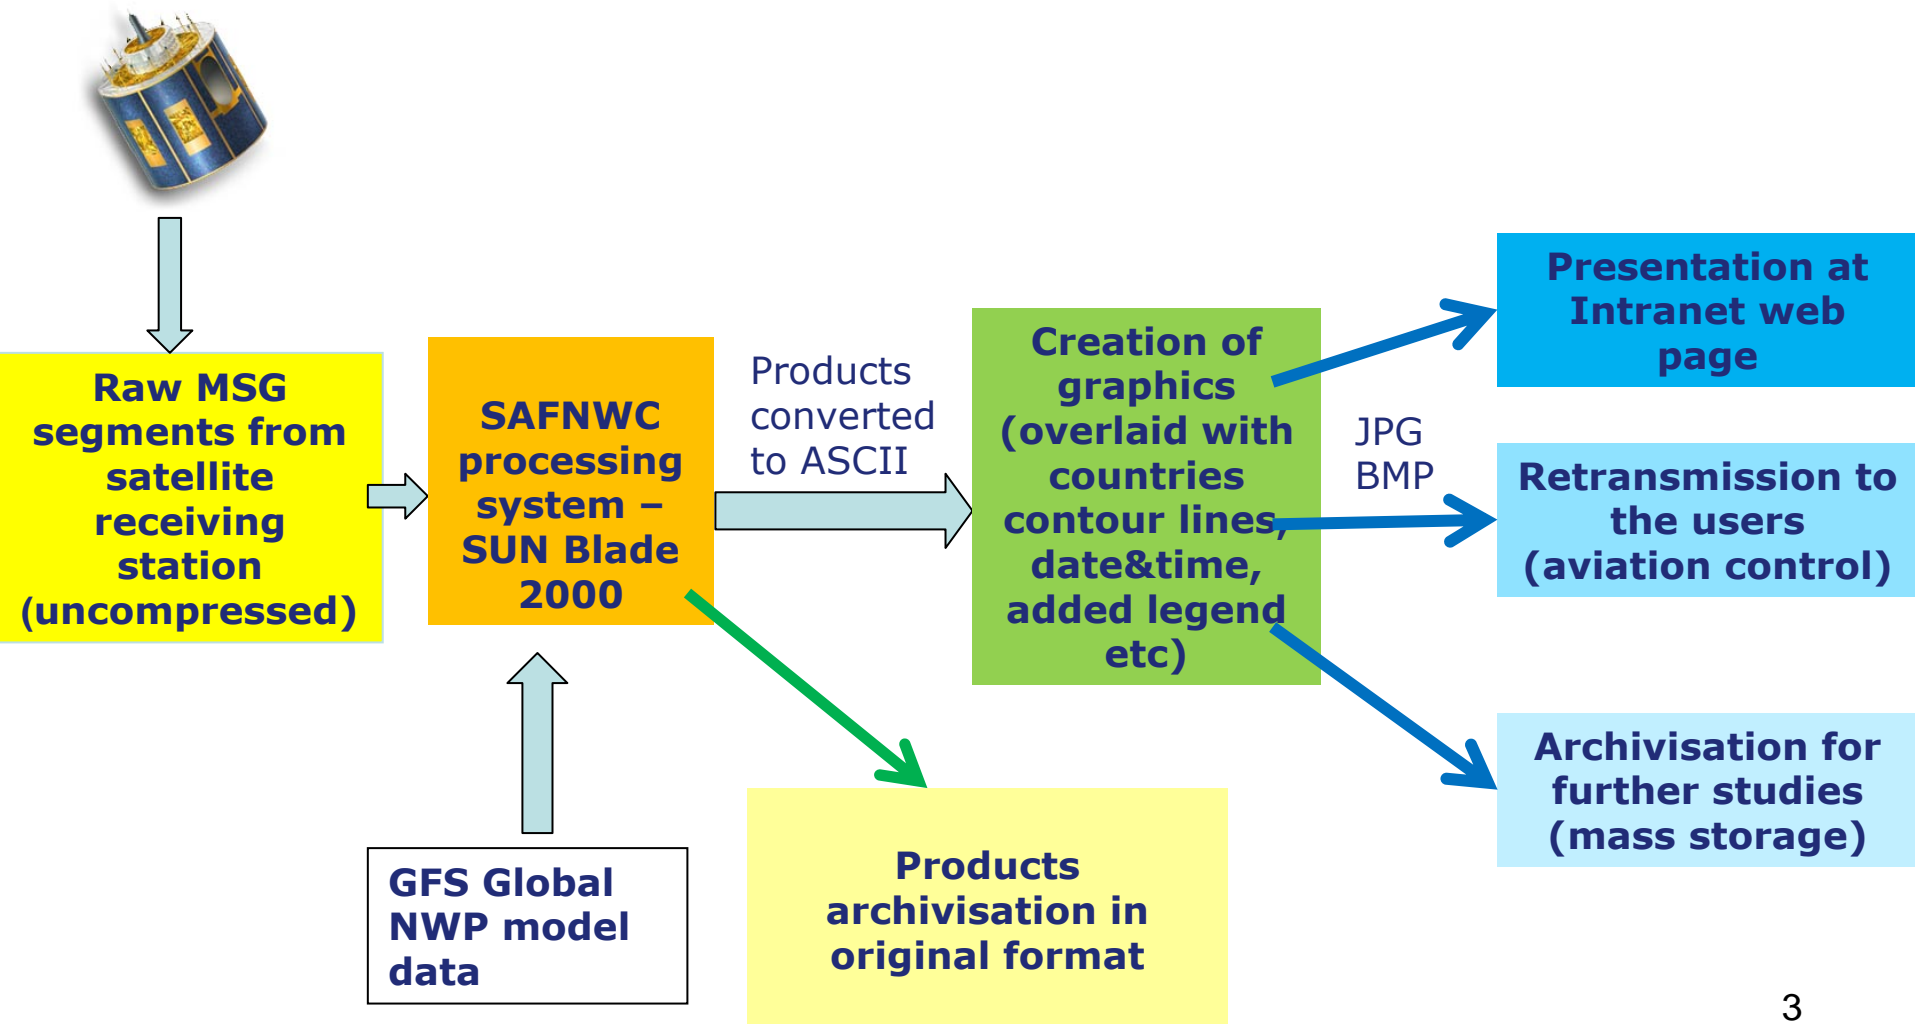 Raw MSG
segments from
satellite
receiving
station
(uncompressed)
SAFNWC
processing
system –
SUN Blade
2000
Products
converted
to ASCII
Creation of
graphics
(overlaid with
countries
contour lines,
date&time,
added legend
etc)
JPG
BMP
Presentation at
Intranet web
page
Retransmission to
the users
(aviation control)
Archivisation for
further studies
(mass storage)
GFS Global
NWP model
data
Products
archivisation in
original format
3